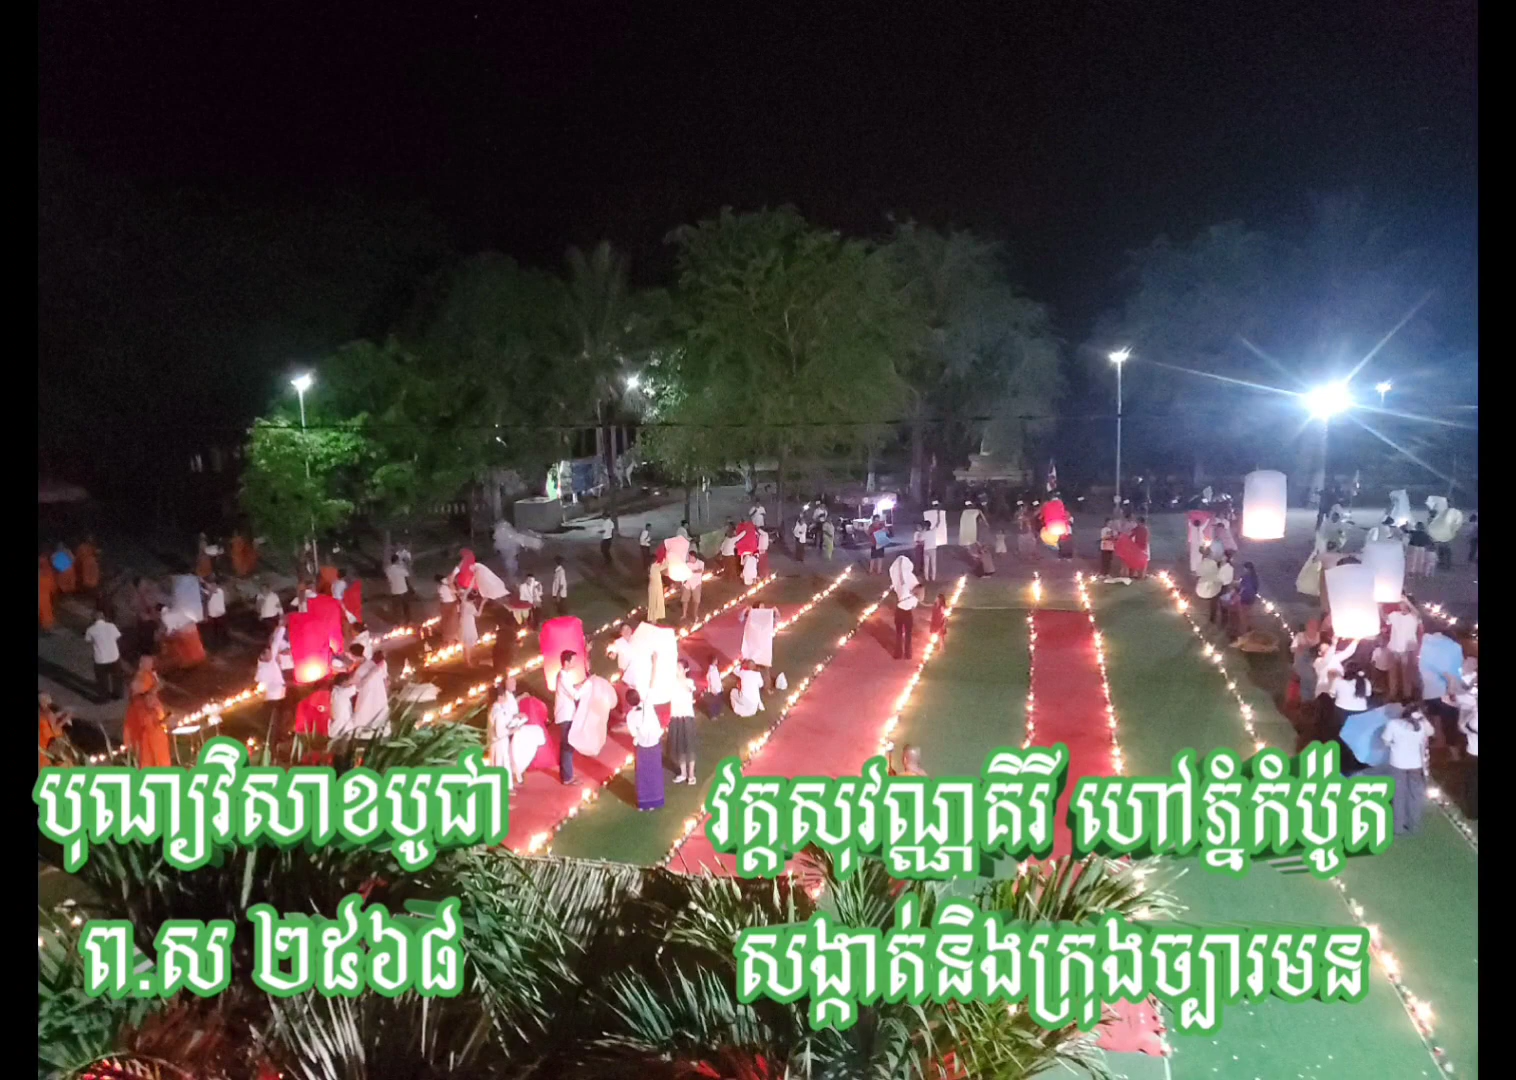 បុណ្យវិសាខបូជា
ព.ស ២៥៦៨
វត្តសុវណ្ណគិរី ហៅភ្នំកំប៉ូត
សង្កាត់និងក្រុងច្បារមន